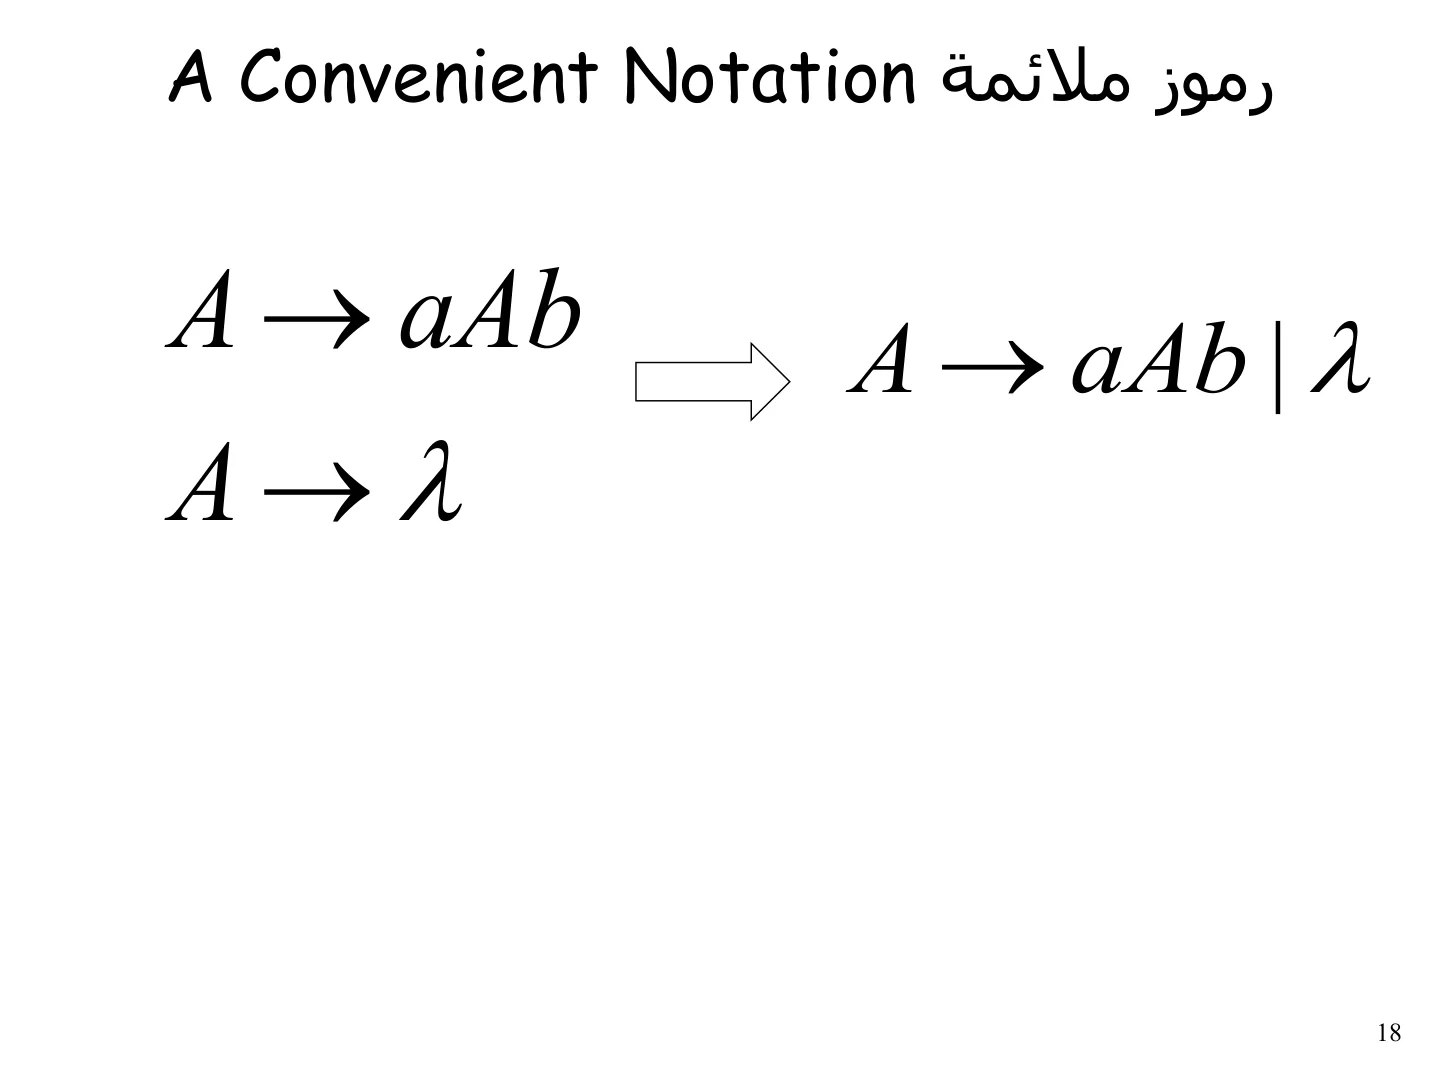 A Convenient Notation رموز ملائمة
A → aAb
A → λ
A → aAb | λ
18